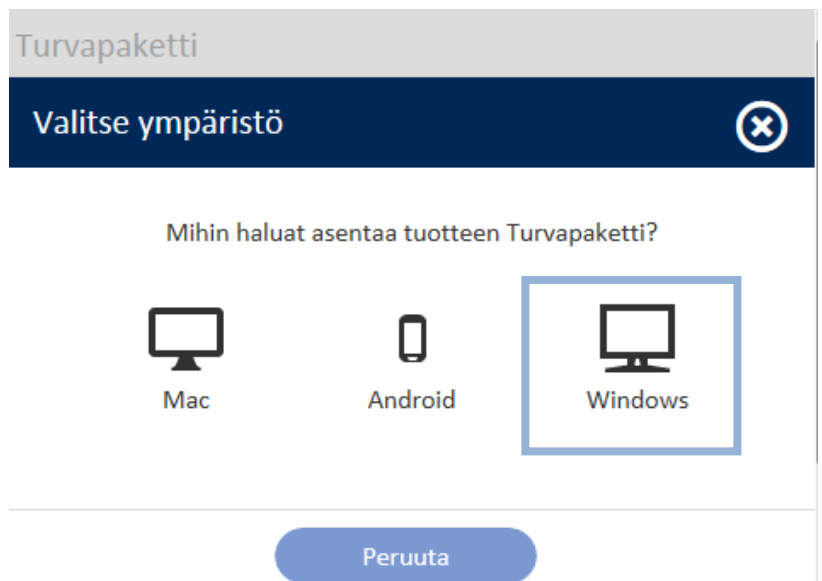 Turvapaketti
Valitse ympäristö
Mihin haluat asentaa tuotteen Turvapaketti?
Mac
Android
Windows
Peruuta